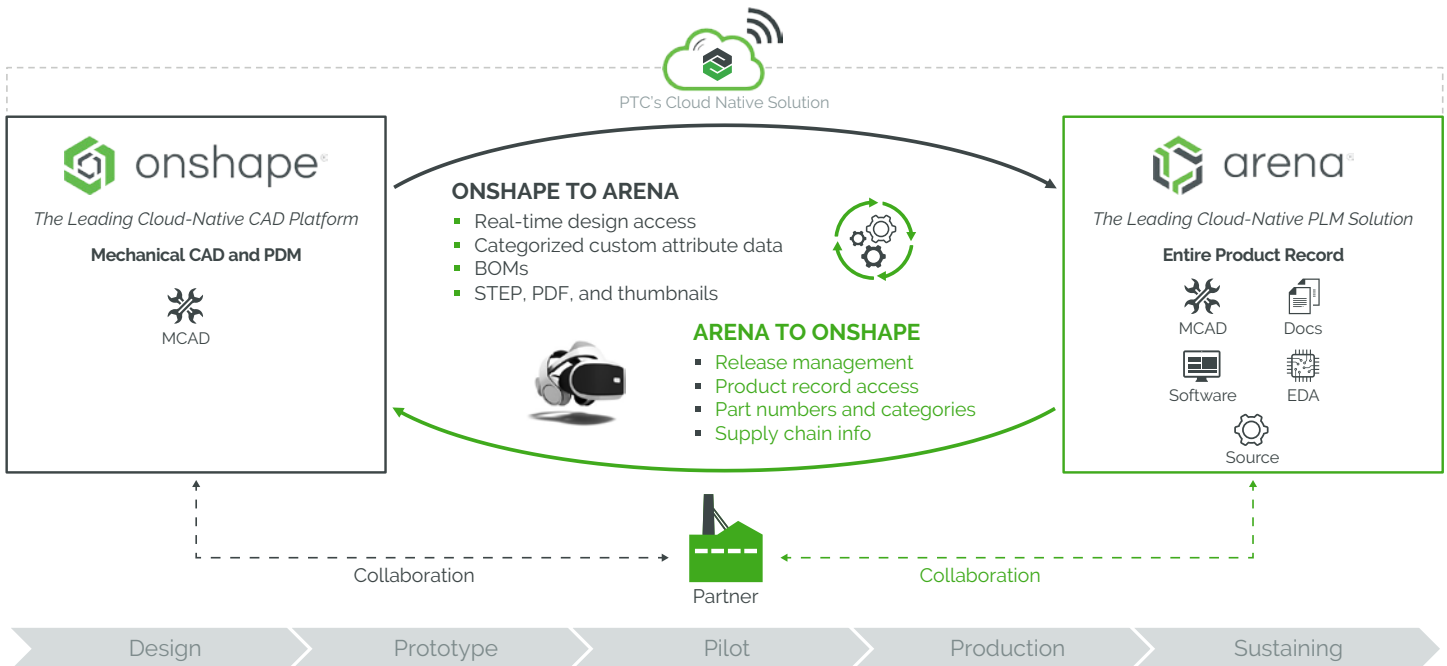 PTC's Cloud Native Solution
onshape
The Leading Cloud-Native CAD Platform
Mechanical CAD and PDM
MCAD
ONSHAPE TO ARENA
Real-time design access
Categorized custom attribute data
BOMs
STEP, PDF, and thumbnails
ARENA TO ONSHAPE
Release management
Product record access
Part numbers and categories
Supply chain info
arena
The Leading Cloud-Native PLM Solution
Entire Product Record
MCAD
Docs
Software
EDA
Source
Collaboration
Partner
Collaboration
Design
Prototype
Pilot
Production
Sustaining